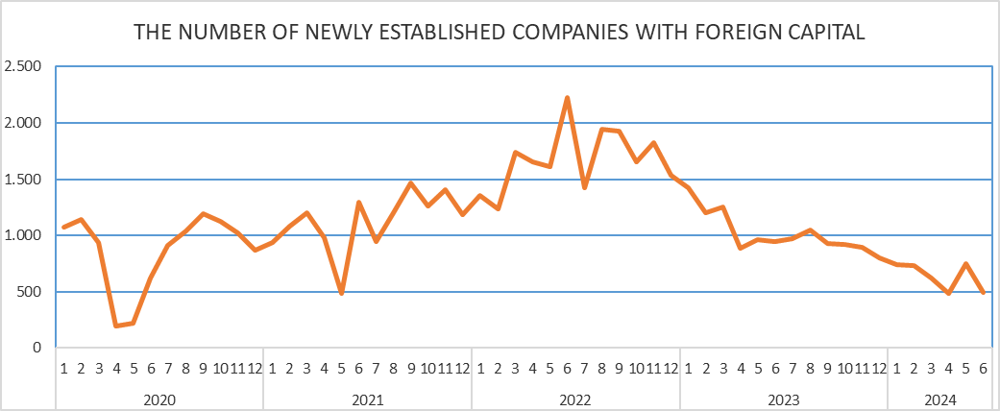 THE NUMBER OF NEWLY ESTABLISHED COMPANIES WITH FOREIGN CAPITAL
2.500
2.000
1.500
1.000
500
0
1 2 3 4 5 6 7 8 9 10 11 12 1 2 3 4 5 6 7 8 9 10 11 12 1 2 3 4 5 6 7 8 9 10 11 12 1 2 3 4 5 6 7 8 9 10 11 12 1 2 3 4 5 6
2020 2021 2022 2023 2024